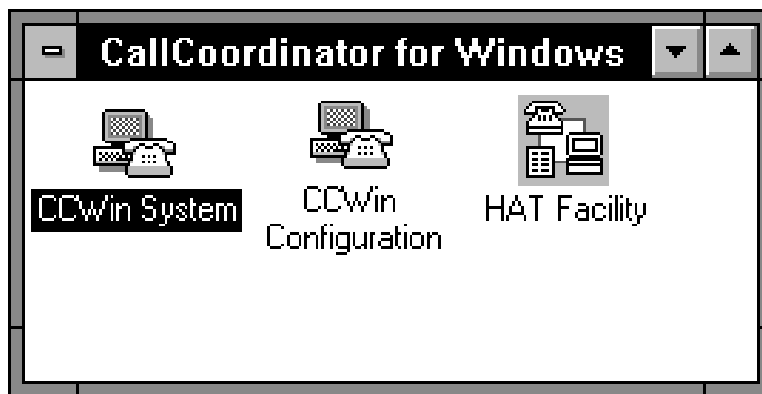 CallCoordinator for Windows
CCWin System
CCWin
Configuration
HAT Facility